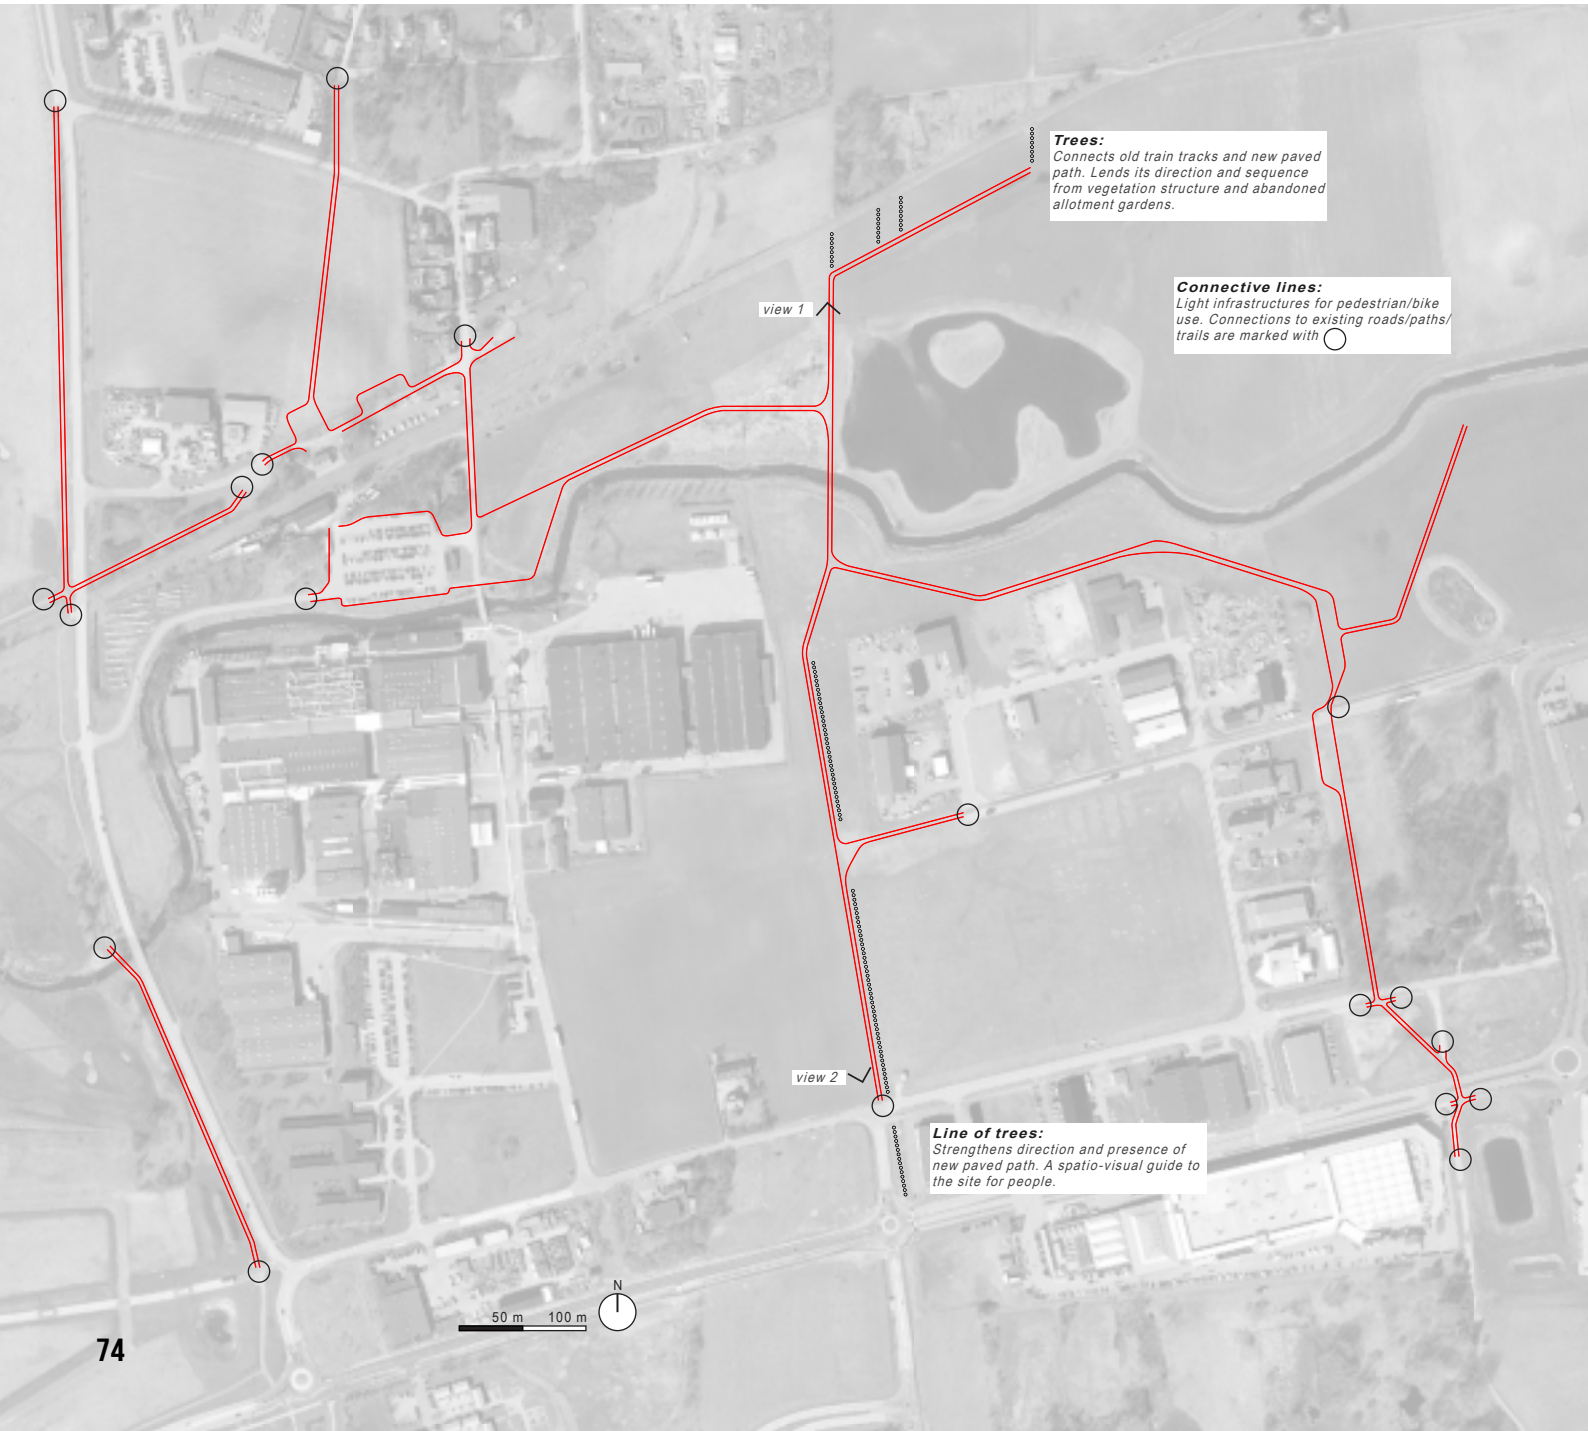 Trees:
Connects old train tracks and new paved
path. Lends its direction and sequence
from vegetation structure and abandoned
allotment gardens.
Connective lines:
Light infrastructures for pedestrian/bike
use. Connections to existing roads/paths/
trails are marked with
view 1
view 2
Line of trees:
Strengthens direction and presence of
new paved path. A spatio-visual guide to
the site for people.
N
50 m 100 m
74